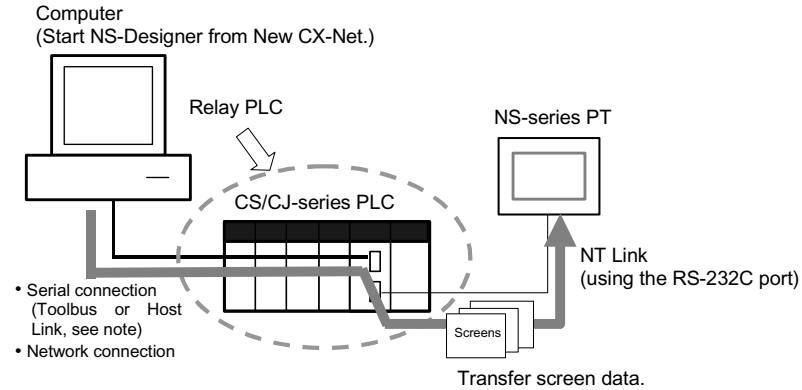 Computer
(Start NS-Designer from New CX-Net.)
Relay PLC
NS-series PT
CS/CJ-series PLC
NT Link
(using the RS-232C port)
• Serial connection
(Toolbus or Host
Link, see note)
• Network connection
Screens
Transfer screen data.